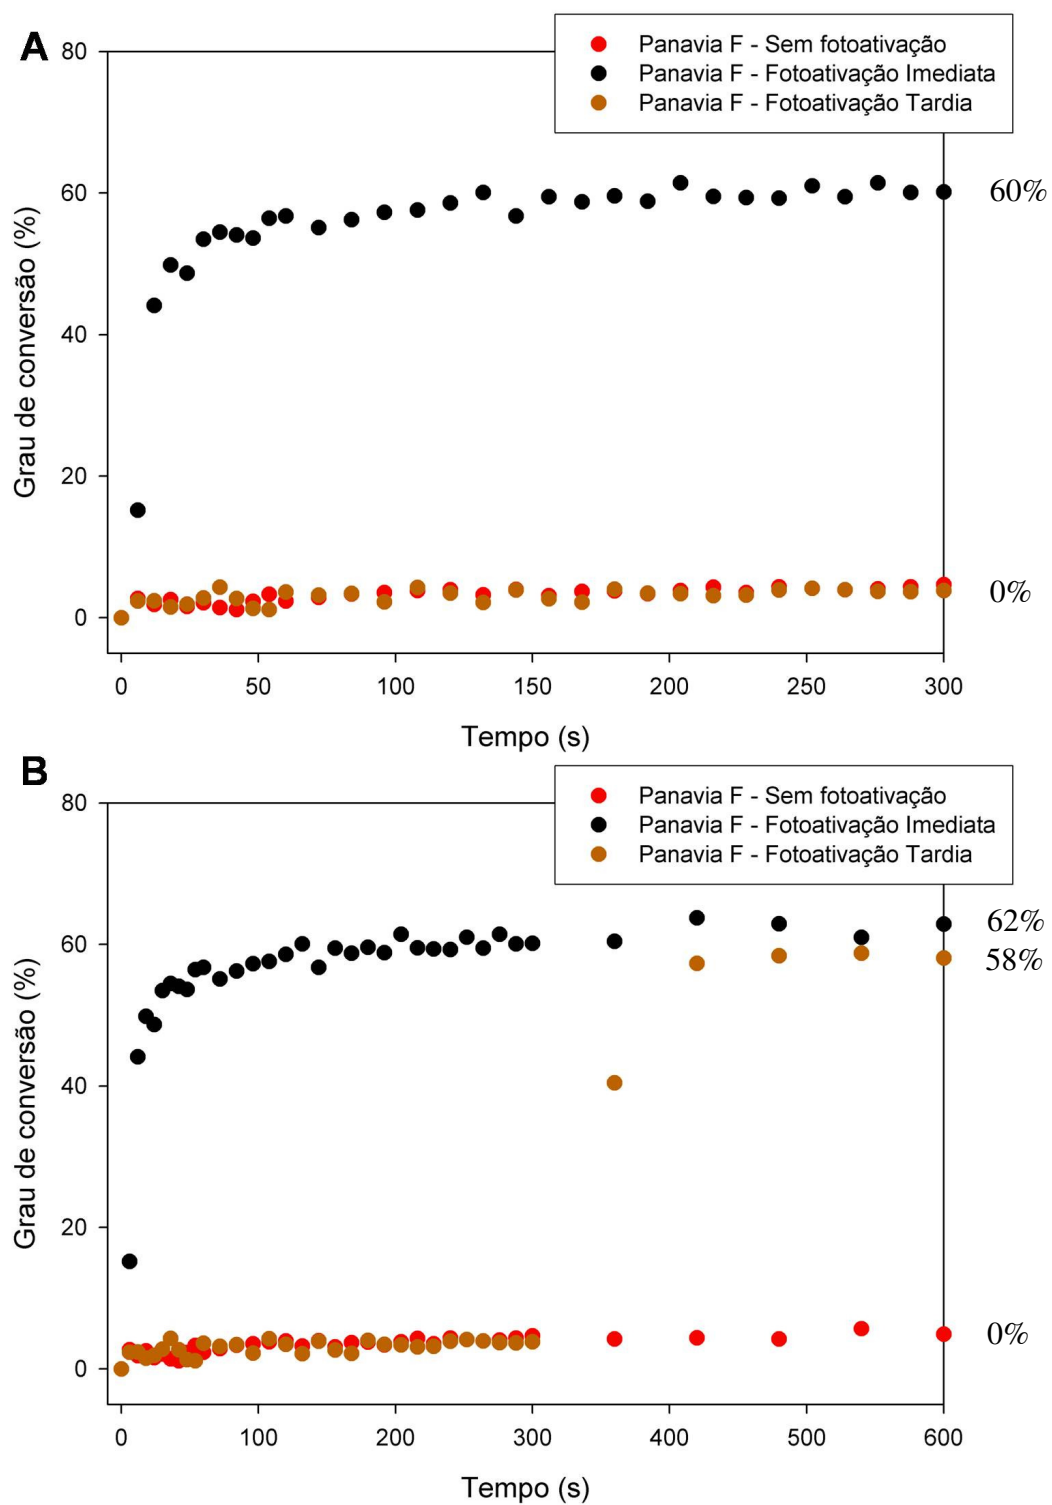 A
Panavia F - Sem fotoativação
Panavia F - Fotoativação Imediata
Panavia F - Fotoativação Tardia
80
60
40
20
0
Grau de conversão (%)
60%
0%
0 50 100 150 200 250 300
Tempo (s)
B
Panavia F - Sem fotoativação
Panavia F - Fotoativação Imediata
Panavia F - Fotoativação Tardia
80
60
40
20
0
Grau de conversão (%)
62%
58%
0%
0 100 200 300 400 500 600
Tempo (s)